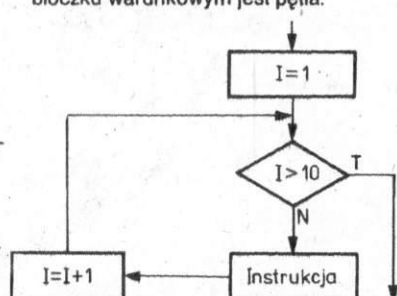 bloczku warunkowym jest pętla.
I=1
I>10
T
N
I=I+1
Instrukcja